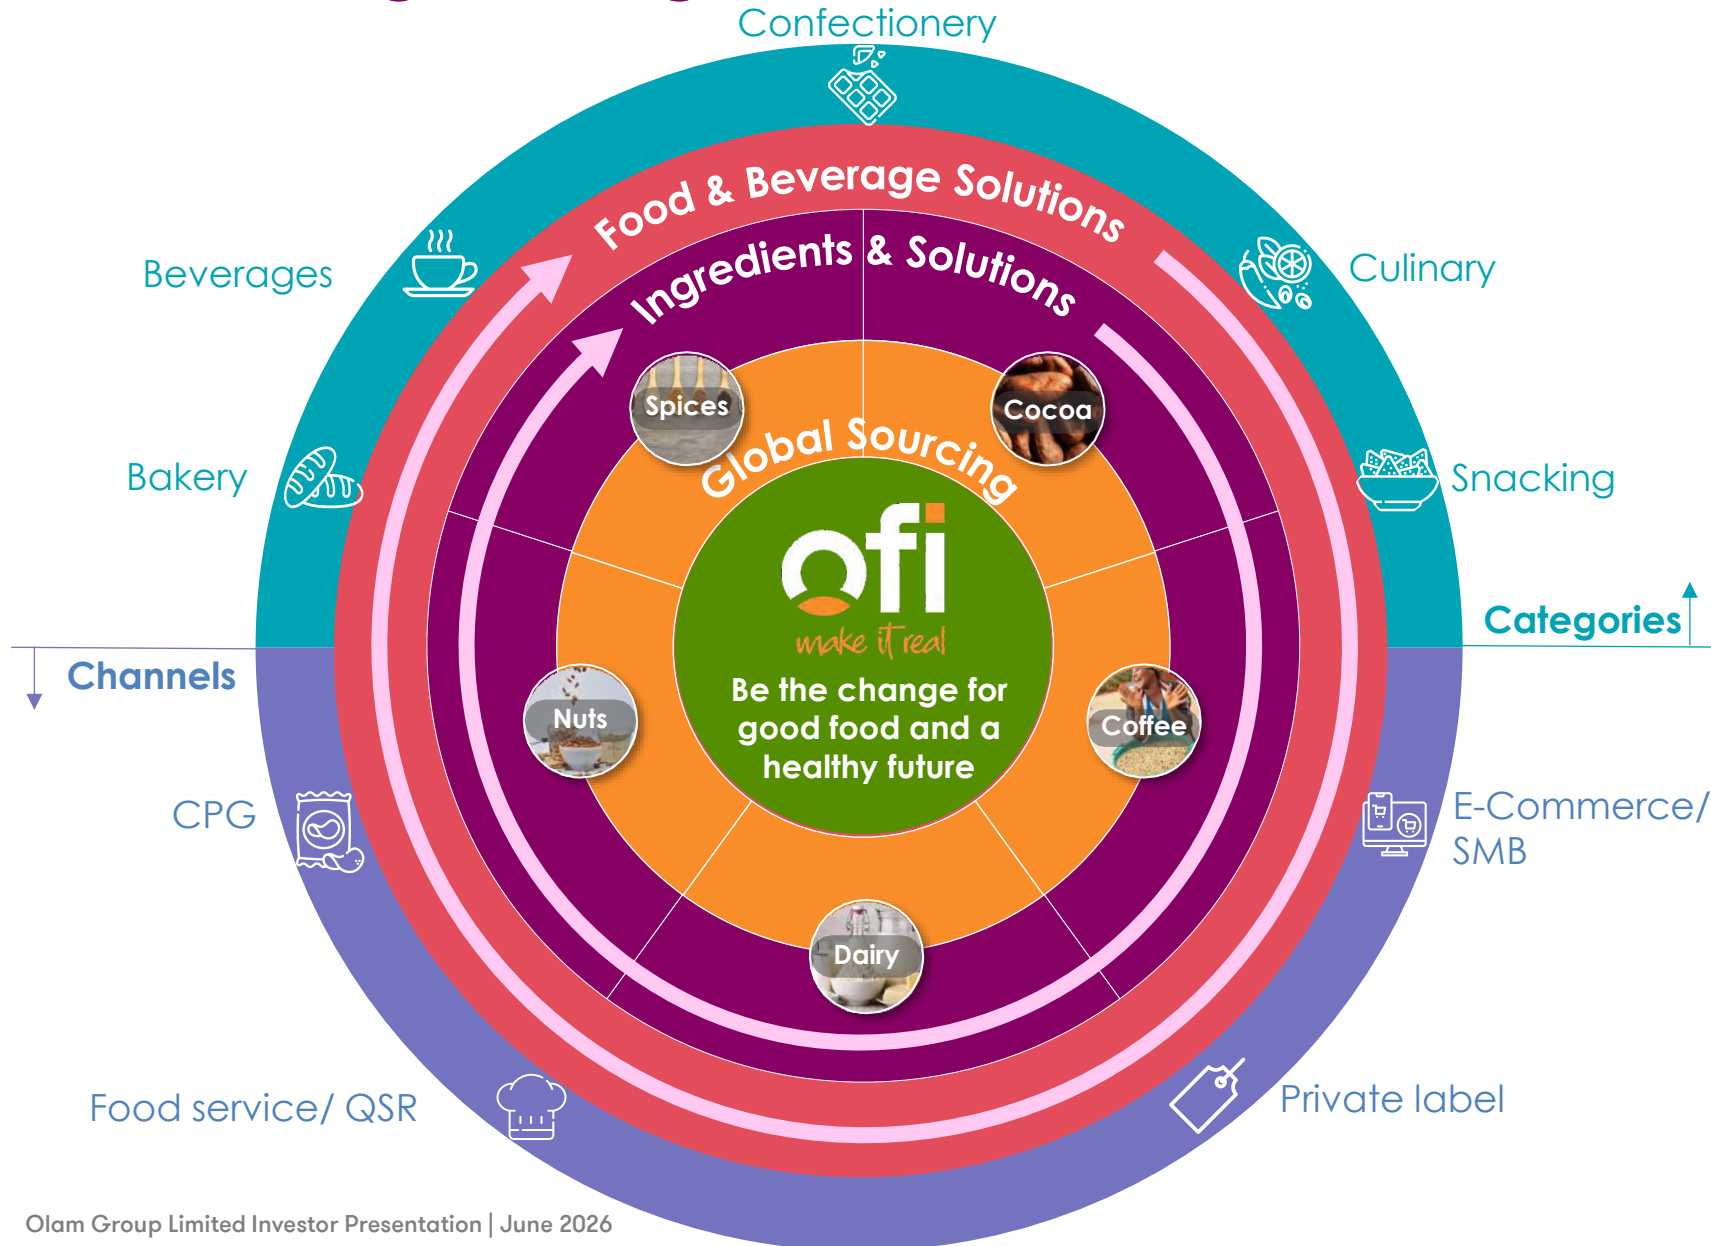 Confectionery
Food & Beverage Solutions
Ingredients & Solutions
Beverages
Culinary
Spices
Cocoa
Global Sourcing
Bakery
Snacking
ofi
make it real
Categories
Channels
Be the change for
good food and a
healthy future
Nuts
Coffee
CPG
E-Commerce/
SMB
Dairy
Food service/ QSR
Private label
Olam Group Limited Investor Presentation | June 2026